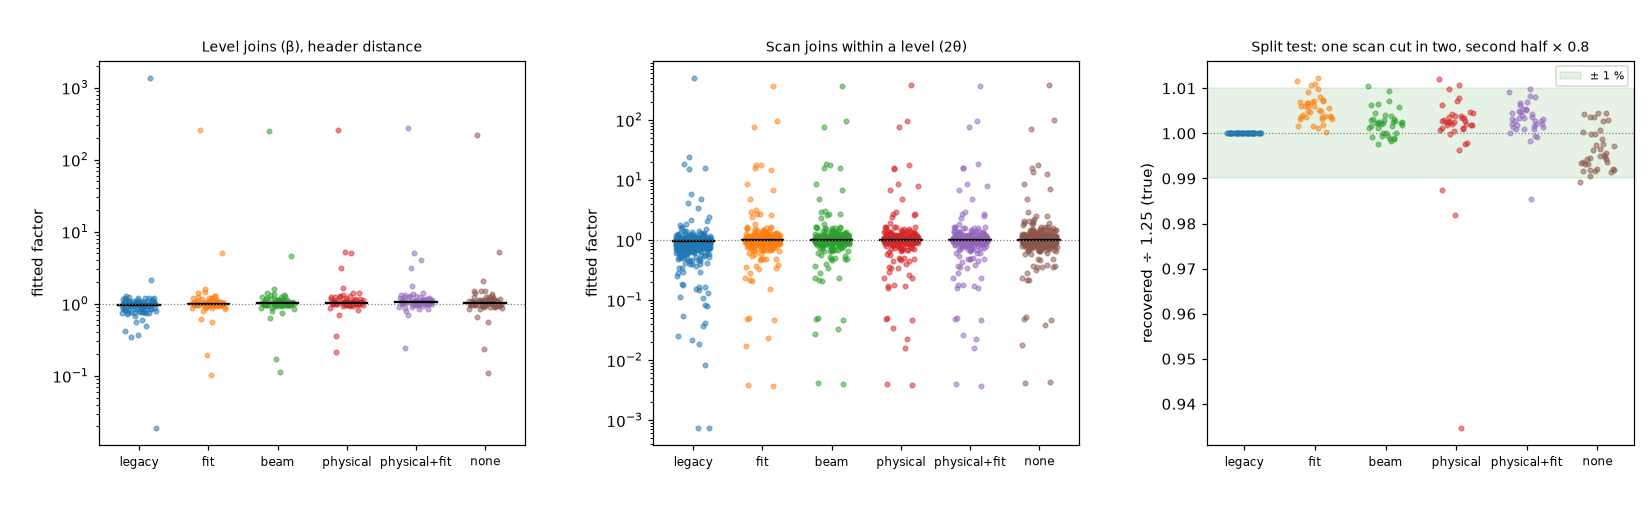 Level joins (β), header distance
fitted factor
10³
10²
10¹
10⁰
10⁻¹
legacy fit beam physical physical+fit none
Scan joins within a level (2θ)
fitted factor
10²
10¹
10⁰
10⁻¹
10⁻²
10⁻³
legacy fit beam physical physical+fit none
Split test: one scan cut in two, second half × 0.8
± 1 %
recovered ÷ 1.25 (true)
1.01
1.00
0.99
0.98
0.97
0.96
0.95
0.94
legacy fit beam physical physical+fit none